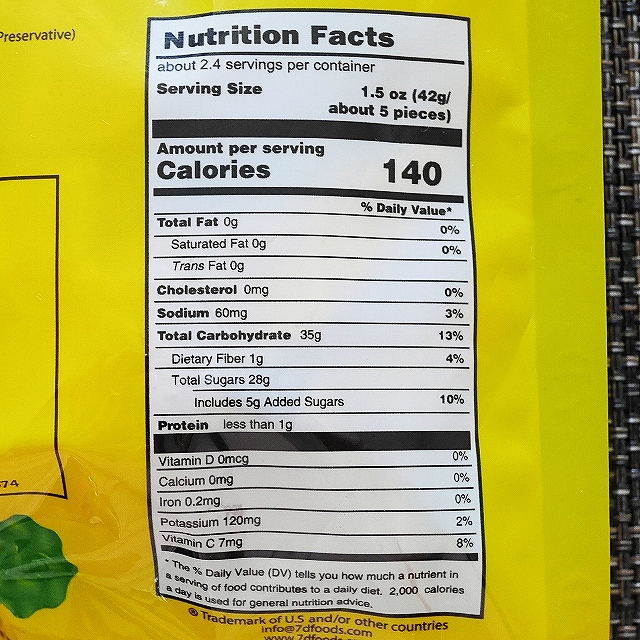 Preservative)
Nutrition Facts
about 2.4 servings per container
Serving Size 1.5 oz (42g/
about 5 pieces)
Amount per serving
Calories 140
% Daily Value*
Total Fat 0g 0%
Saturated Fat 0g 0%
Trans Fat 0g
Cholesterol 0mg 0%
Sodium 60mg 3%
Total Carbohydrate 35g 13%
Dietary Fiber 1g 4%
Total Sugars 28g
Includes 5g Added Sugars 10%
Protein less than 1g
Vitamin D 0mcg 0%
Calcium 0mg 0%
Iron 0.2mg 0%
Potassium 120mg 2%
Vitamin C 7mg 8%
* The % Daily Value (DV) tells you how much a nutrient in
a serving of food contributes to a daily diet. 2,000 calories
a day is used for general nutrition advice.
574
® Trademark of U.S and/or other countries
info@7dfoods.com
www.7dfoods